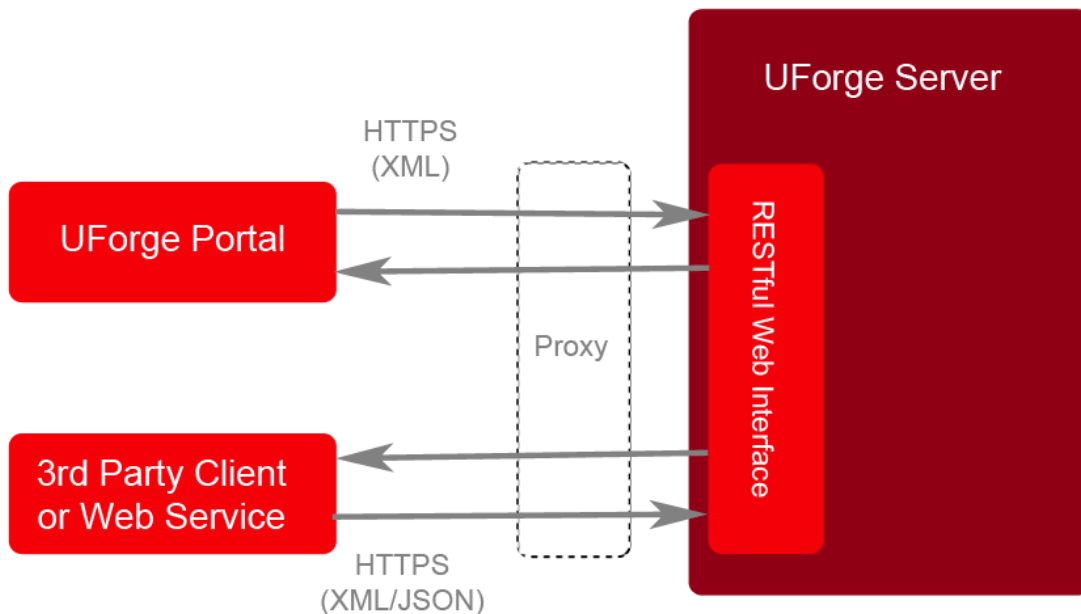 UForge Server
HTTPS
(XML)
UForge Portal
RESTful Web Interface
Proxy
3rd Party Client
or Web Service
HTTPS
(XML/JSON)